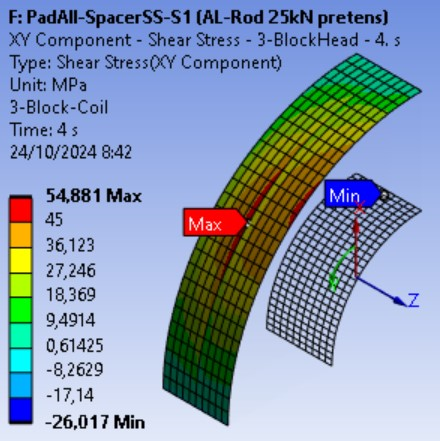 F: PadAll-SpacerSS-S1 (AL-Rod 25kN pretens)
XY Component - Shear Stress - 3-BlockHead - 4. s
Type: Shear Stress(XY Component)
Unit: MPa
3-Block-Coil
Time: 4 s
24/10/2024 8:42
54,881 Max
45
36,123
27,246
18,369
9,4914
0,61425
-8,2629
-17,14
-26,017 Min
Max
Min
Z